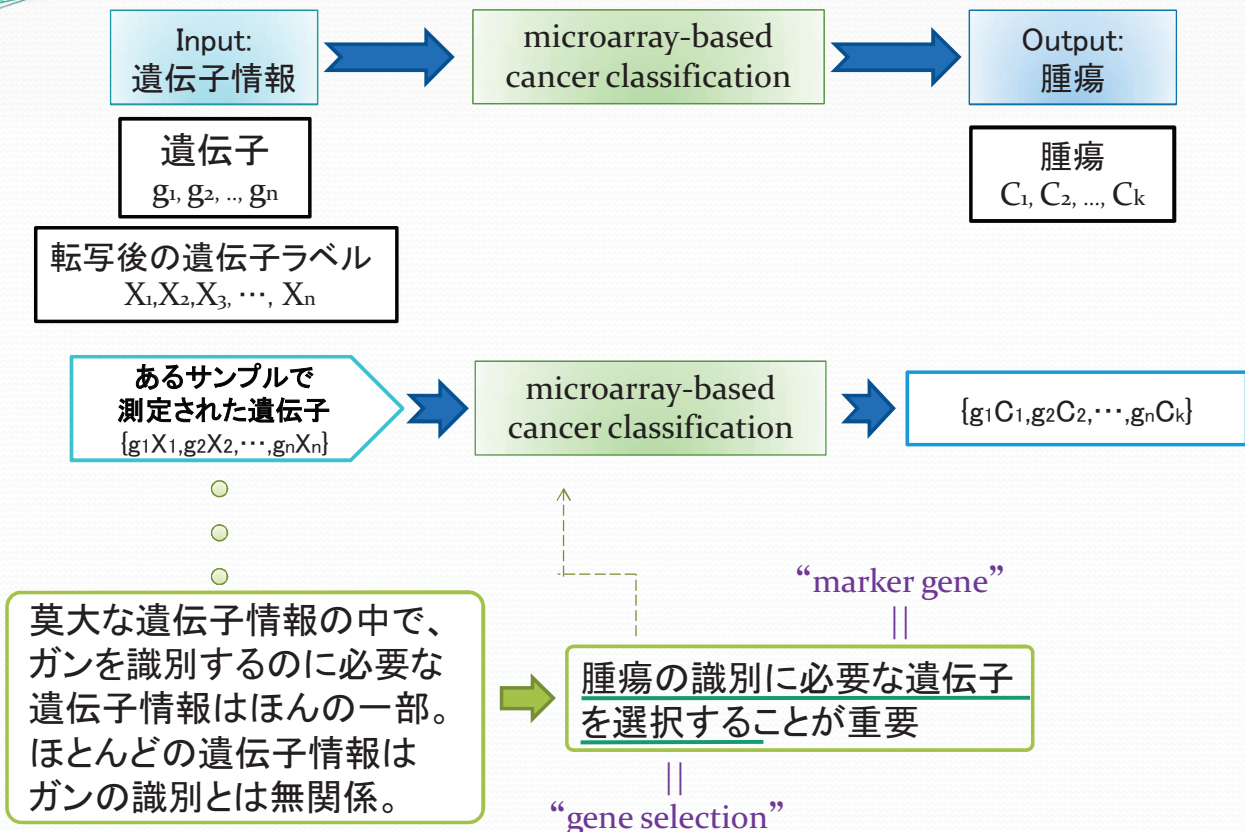 Input:
遺伝子情報
microarray-based
cancer classification
Output:
腫瘍
遺伝子
g₁, g₂, .., gn
腫瘍
C₁, C₂, ..., Ck
転写後の遺伝子ラベル
X₁,X₂,X₃, …, Xn
あるサンプルで
測定された遺伝子
{g1X1,g2X2,…,gnXn}
microarray-based
cancer classification
{g1C1,g2C2,…,gnCk}
莫大な遺伝子情報の中で、
ガンを識別するのに必要な
遺伝子情報はほんの一部。
ほとんどの遺伝子情報は
ガンの識別とは無関係。
“marker gene”
||
腫瘍の識別に必要な遺伝子
を選択することが重要
||
“gene selection”